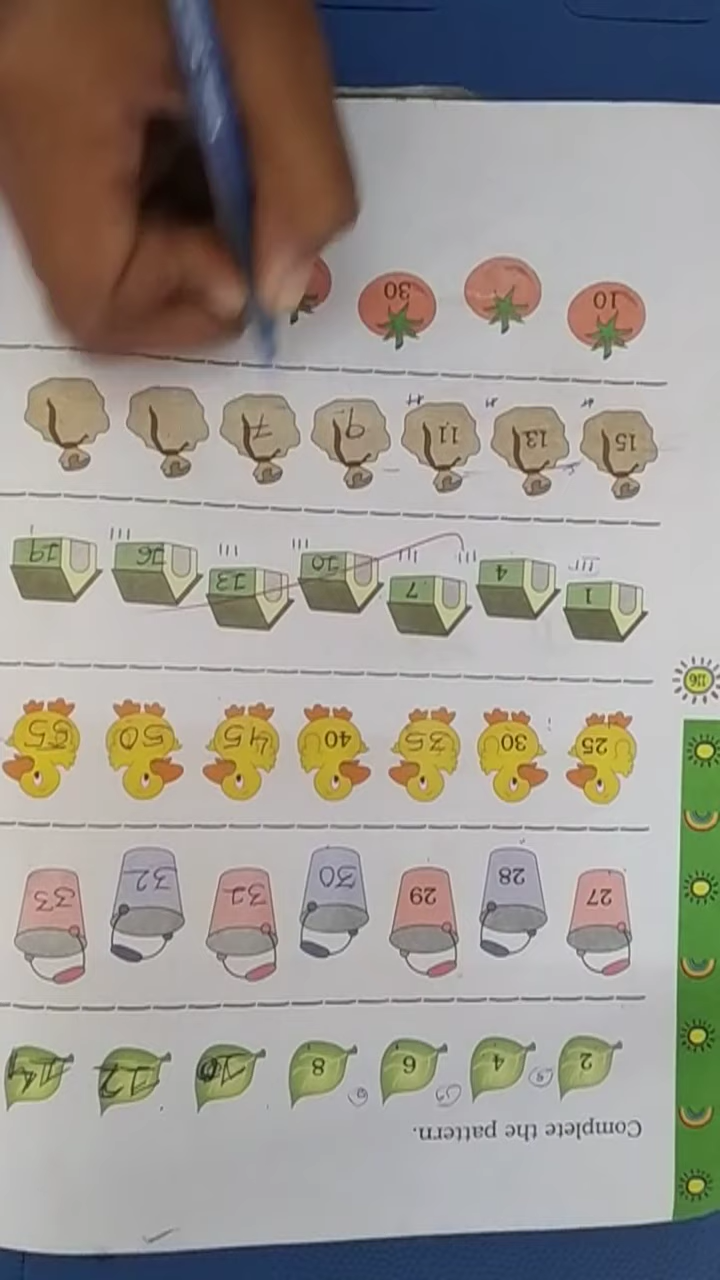 Complete the pattern.
2 4 6 8 10 12 14
27 28 29 30 31 32 33
25 30 35 40 45 50 55
1 4 7 10 13 16 19
15 13 11 9 7
10 30
116